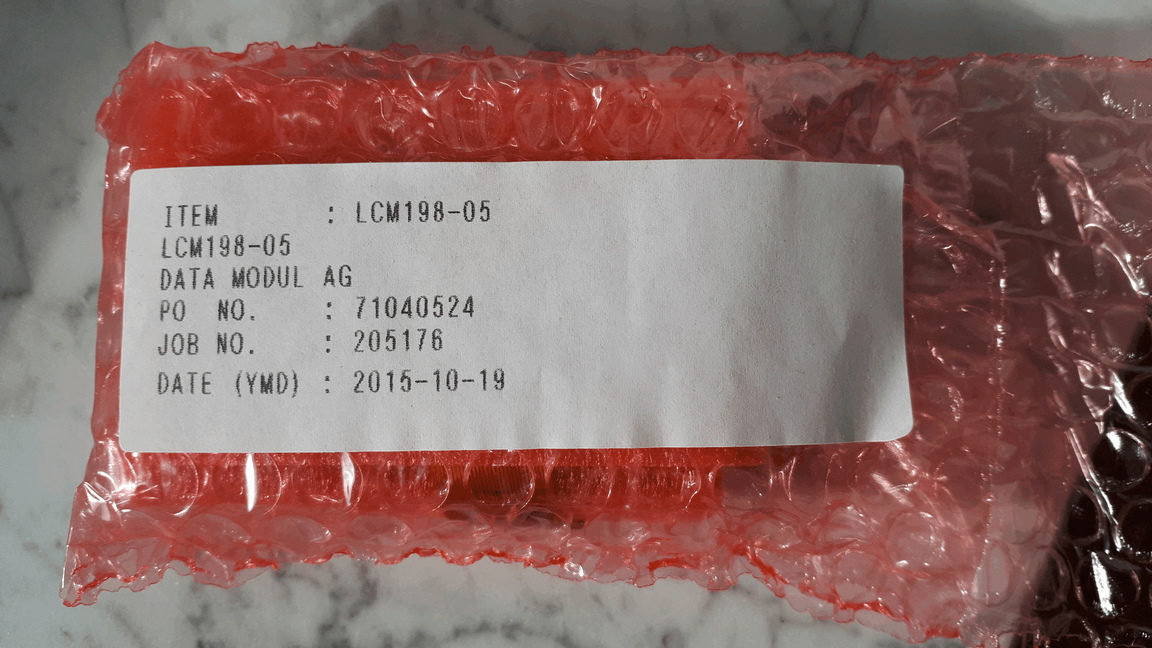 ITEM : LCM198-05
LCM198-05
DATA MODUL AG
PO NO. : 71040524
JOB NO. : 205176
DATE (YMD) : 2015-10-19